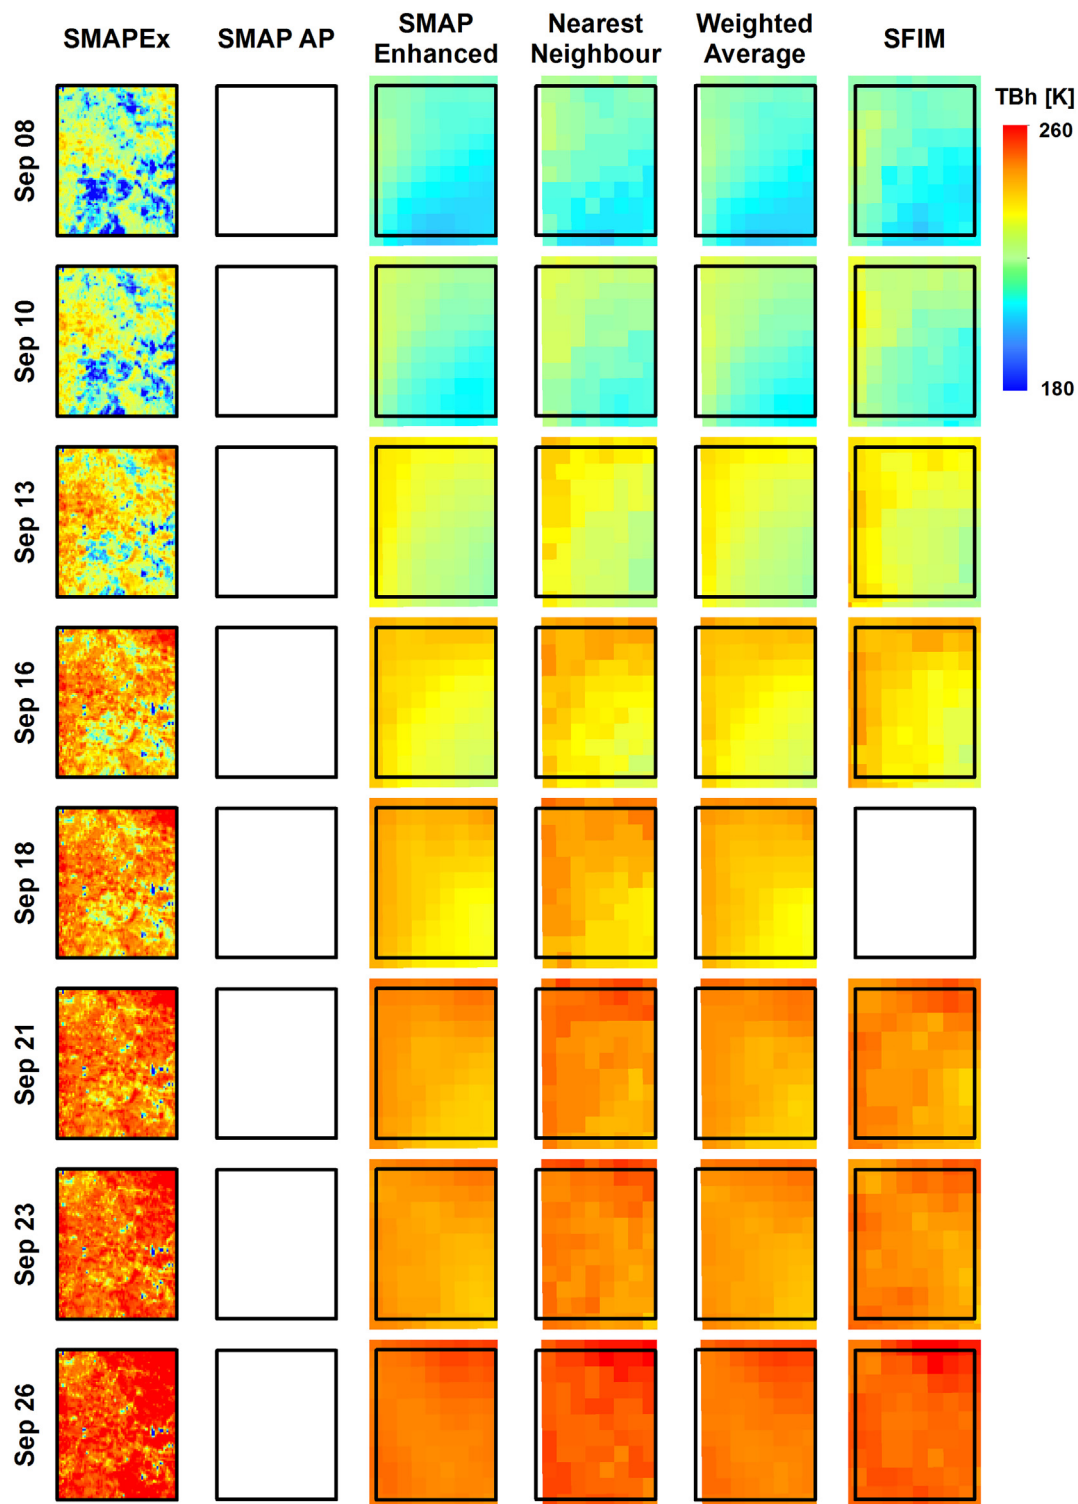 SMAPEx
SMAP AP
SMAP
Enhanced
Nearest
Neighbour
Weighted
Average
SFIM
TBh [K]
260
180
Sep 08
Sep 10
Sep 13
Sep 16
Sep 18
Sep 21
Sep 23
Sep 26